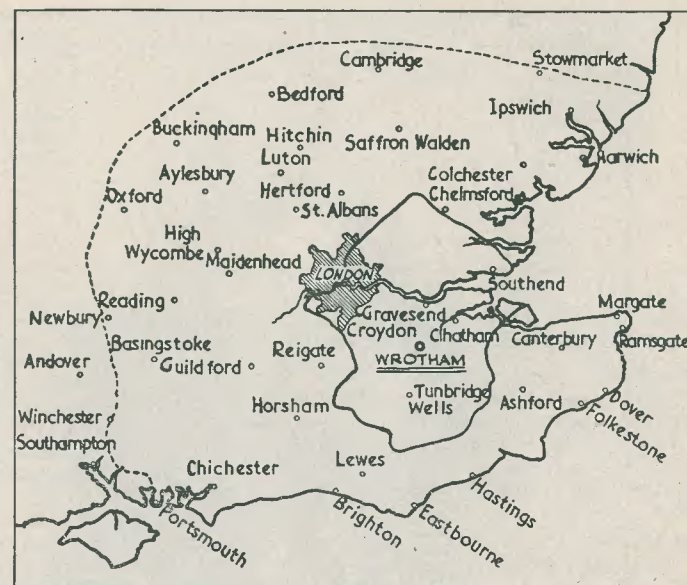 Cambridge
Stowmarket
Bedford
Ipswich
Buckingham
Hitchin
Saffron Walden
Harwich
Luton
Aylesbury
Colchester
Hertford
Chelmsford
Oxford
St. Albans
High
Wycombe
Maidenhead
LONDON
Southend
Reading
Newbury
Gravesend
Margate
Croydon
Chatham
Canterbury
Ramsgate
Basingstoke
Andover
Guildford
Reigate
WROTHAM
Tunbridge
Wells
Ashford
Dover
Folkestone
Winchester
Horsham
Southampton
Chichester
Lewes
Hastings
Portsmouth
Brighton
Eastbourne